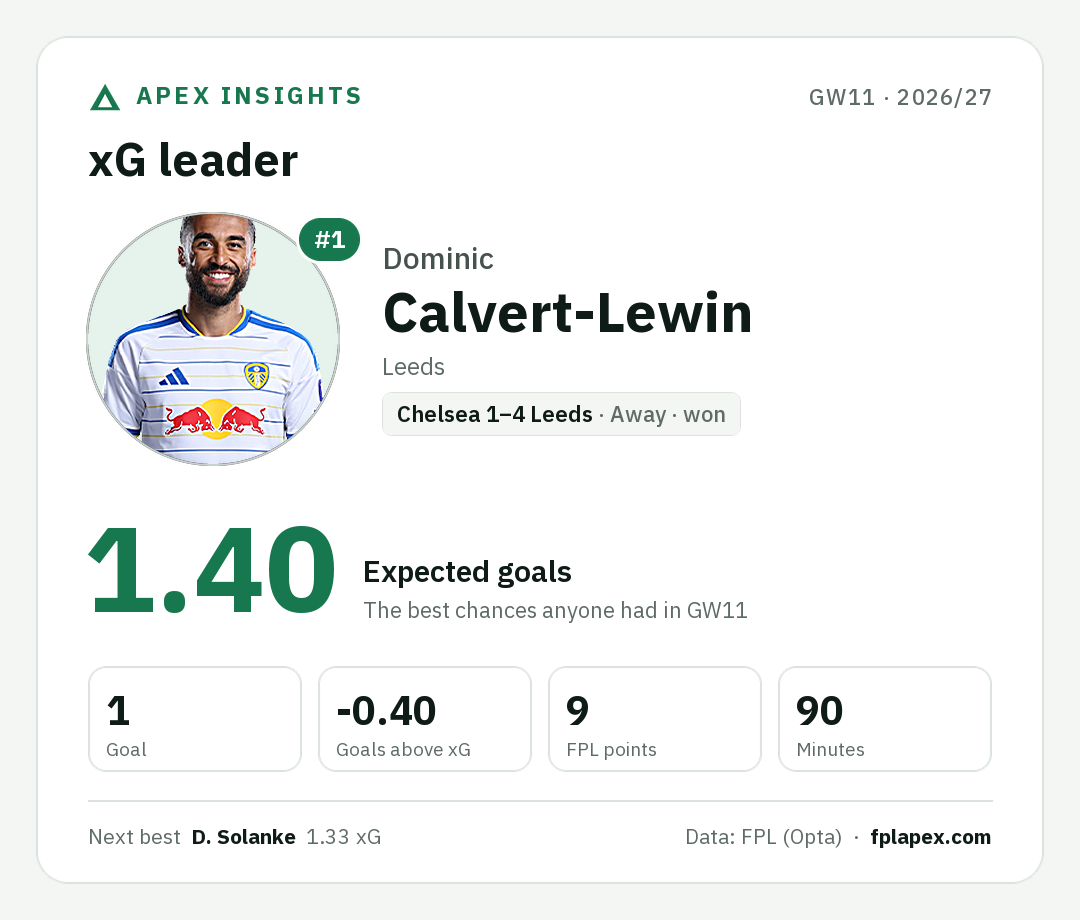 APEX INSIGHTS
GW11 · 2026/27
xG leader
#1
Dominic
Calvert-Lewin
Leeds
Chelsea 1–4 Leeds · Away · won
1.40
Expected goals
The best chances anyone had in GW11
1
Goal
-0.40
Goals above xG
9
FPL points
90
Minutes
Next best D. Solanke 1.33 xG
Data: FPL (Opta) · fplapex.com